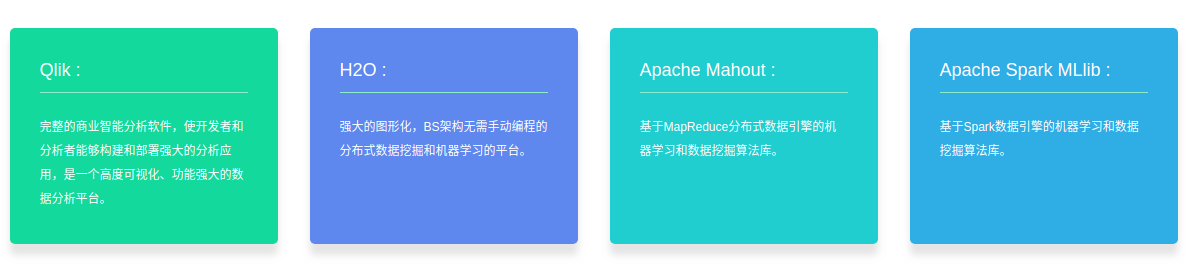 Qlik :
完整的商业智能分析软件，使开发者和
分析者能够构建和部署强大的分析应
用，是一个高度可视化、功能强大的数
据分析平台。
H2O :
强大的图形化，BS架构无需手动编程的
分布式数据挖掘和机器学习的平台。
Apache Mahout :
基于MapReduce分布式数据引擎的机
器学习和数据挖掘算法库。
Apache Spark MLlib :
基于Spark数据引擎的机器学习和数据
挖掘算法库。